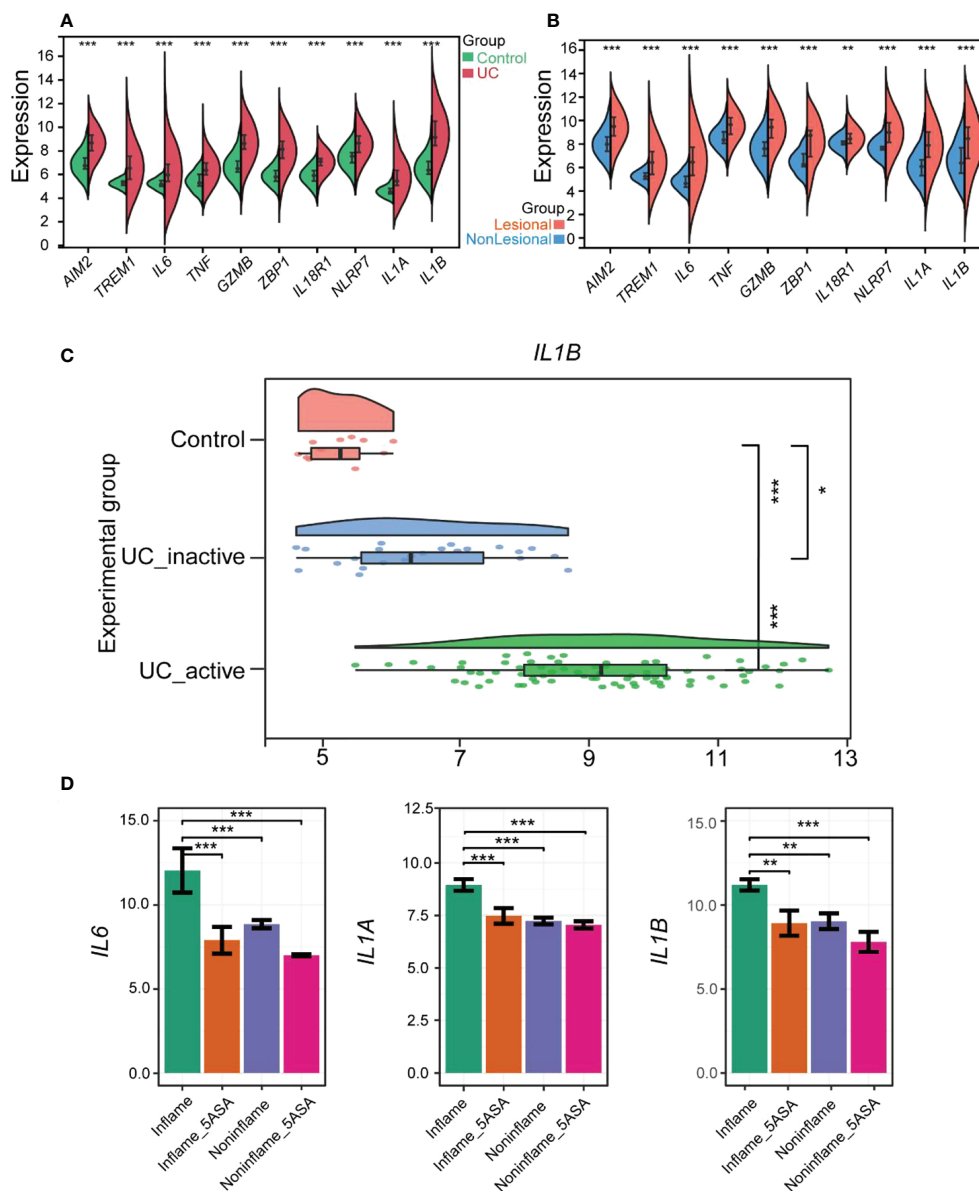 A
*** *** *** *** *** *** *** *** *** ***
Group
Control
UC
Expression
16
14
12
10
8
6
4
2
0
AIM2 TREM1 IL6 TNF GZMB ZBP1 IL18R1 NLRP7 IL1A IL1B
B
*** *** *** *** *** *** ** *** *** ***
Expression
16
14
12
10
8
6
4
2
0
Group
Lesional
NonLesional
AIM2 TREM1 IL6 TNF GZMB ZBP1 IL18R1 NLRP7 IL1A IL1B
C
IL1B
Experimental group
Control
UC_inactive
UC_active
***
*
***
5 7 9 11 13
D
IL6
15.0
10.0
5.0
0.0
***
***
***
Inflame Inflame_5ASA Noninflame Noninflame_5ASA
IL1A
12.5
10.0
7.5
5.0
2.5
0.0
***
***
***
Inflame Inflame_5ASA Noninflame Noninflame_5ASA
IL1B
15.0
10.0
5.0
0.0
***
**
**
Inflame Inflame_5ASA Noninflame Noninflame_5ASA